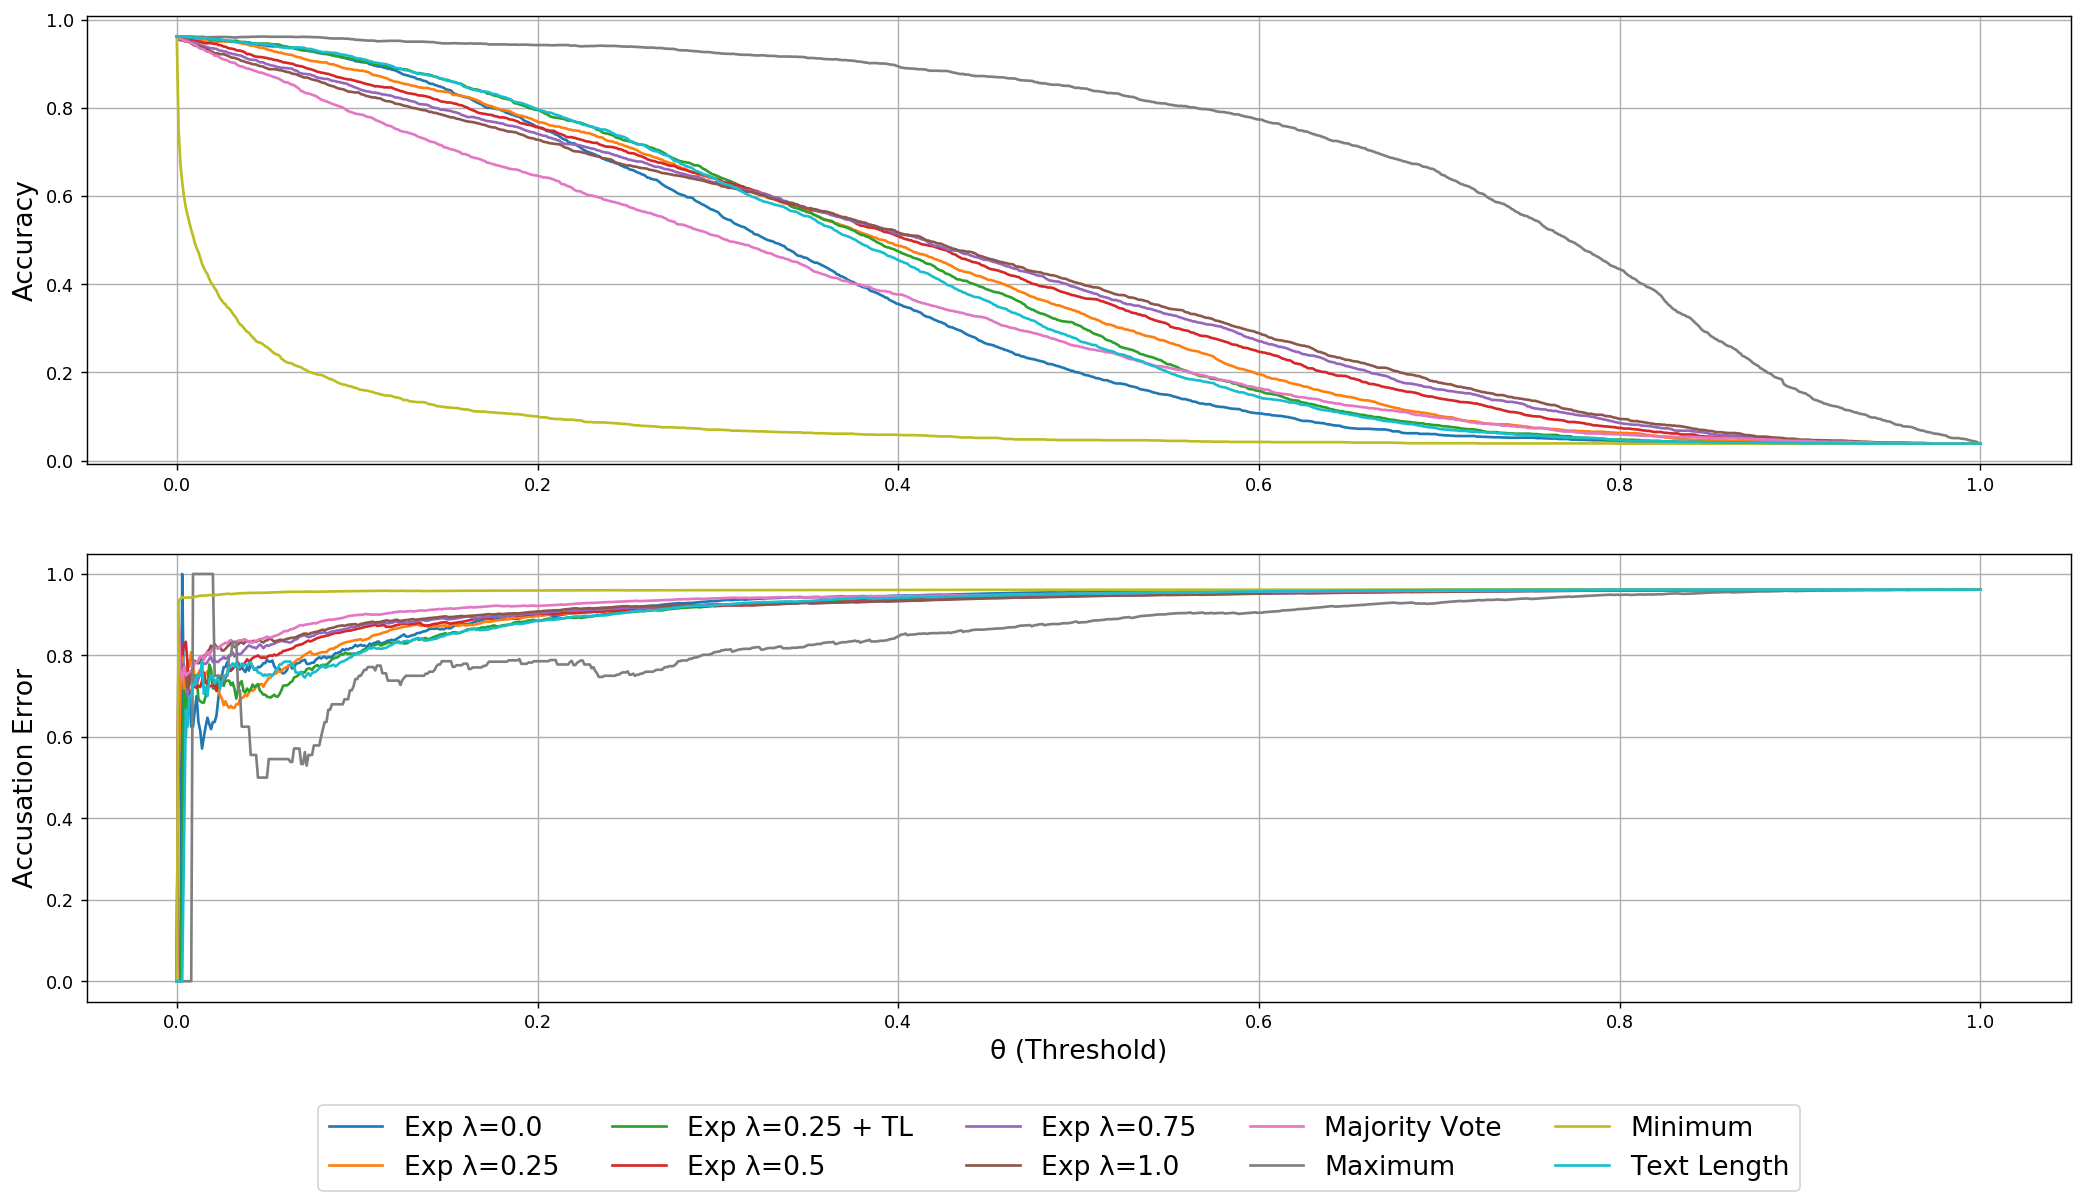 Accuracy
1.0
0.8
0.6
0.4
0.2
0.0
0.0 0.2 0.4 0.6 0.8 1.0
Accusation Error
1.0
0.8
0.6
0.4
0.2
0.0
0.0 0.2 0.4 0.6 0.8 1.0
θ (Threshold)
Exp λ=0.0 Exp λ=0.25 + TL Exp λ=0.75 Majority Vote Minimum
Exp λ=0.25 Exp λ=0.5 Exp λ=1.0 Maximum Text Length